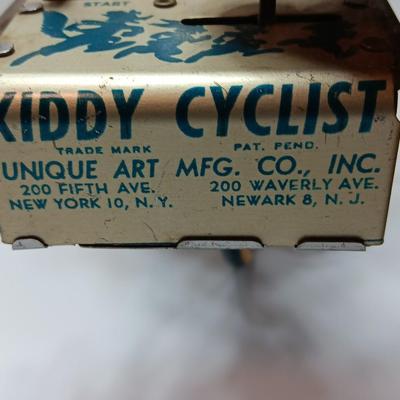 START
KIDDY CYCLIST
TRADE MARK PAT. PEND.
UNIQUE ART MFG. CO., INC.
200 FIFTH AVE. 200 WAVERLY AVE.
NEW YORK 10, N. Y. NEWARK 8, N. J.